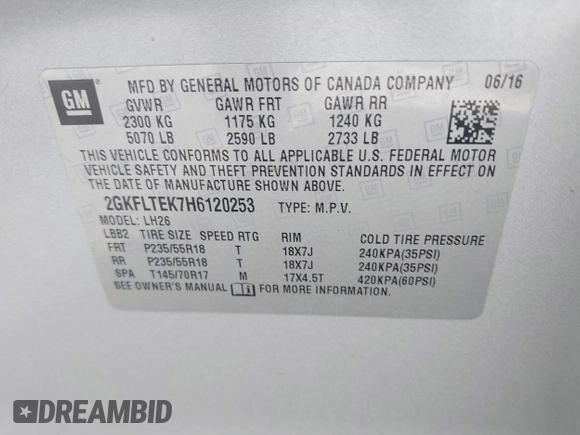 GM
MFD BY GENERAL MOTORS OF CANADA COMPANY 06/16
GVWR GAWR FRT GAWR RR
2300 KG 1175 KG 1240 KG
5070 LB 2590 LB 2733 LB
THIS VEHICLE CONFORMS TO ALL APPLICABLE U.S. FEDERAL MOTOR
VEHICLE SAFETY AND THEFT PREVENTION STANDARDS IN EFFECT ON
THE DATE OF MANUFACTURE SHOWN ABOVE.
2GKFLTEK7H6120253 TYPE: M.P.V.
MODEL: LH26
LBB2 TIRE SIZE SPEED RTG RIM COLD TIRE PRESSURE
FRT P235/55R18 T 18X7J 240KPA(35PSI)
RR P235/55R18 T 18X7J 240KPA(35PSI)
SPA T145/70R17 M 17X4.5T 420KPA(60PSI)
SEE OWNER'S MANUAL FOR MORE INFORMATION.
DREAMBID